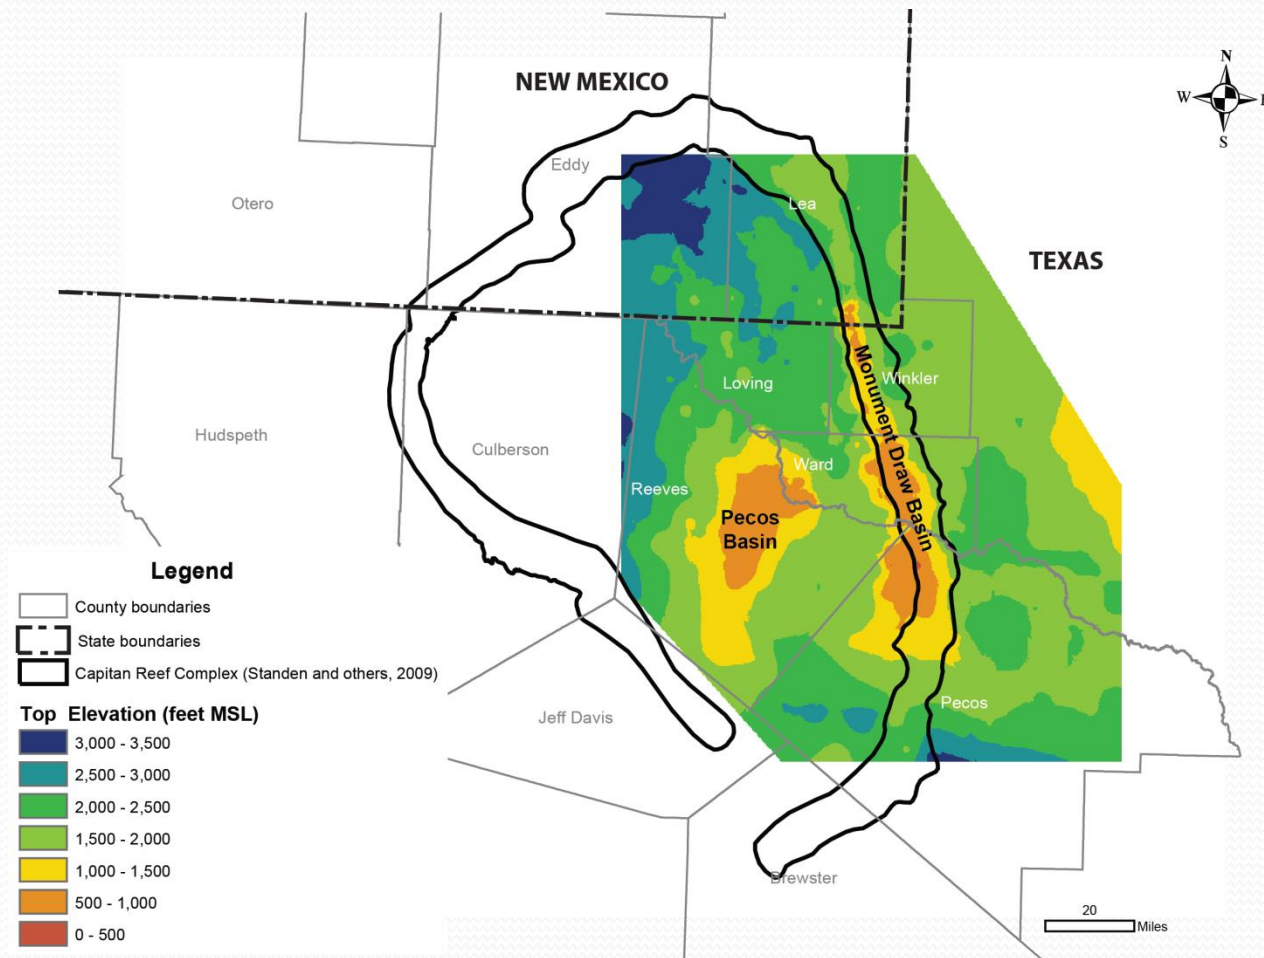 N
W
E
S
NEW MEXICO
Eddy
Otero
Lea
TEXAS
Monument Draw Basin
Winkler
Loving
Hudspeth
Culberson
Ward
Reeves
Pecos
Basin
Legend
County boundaries
State boundaries
Capitan Reef Complex (Standen and others, 2009)
Top Elevation (feet MSL)
3,000 - 3,500
2,500 - 3,000
2,000 - 2,500
1,500 - 2,000
1,000 - 1,500
500 - 1,000
0 - 500
Jeff Davis
Pecos
Brewster
20
Miles